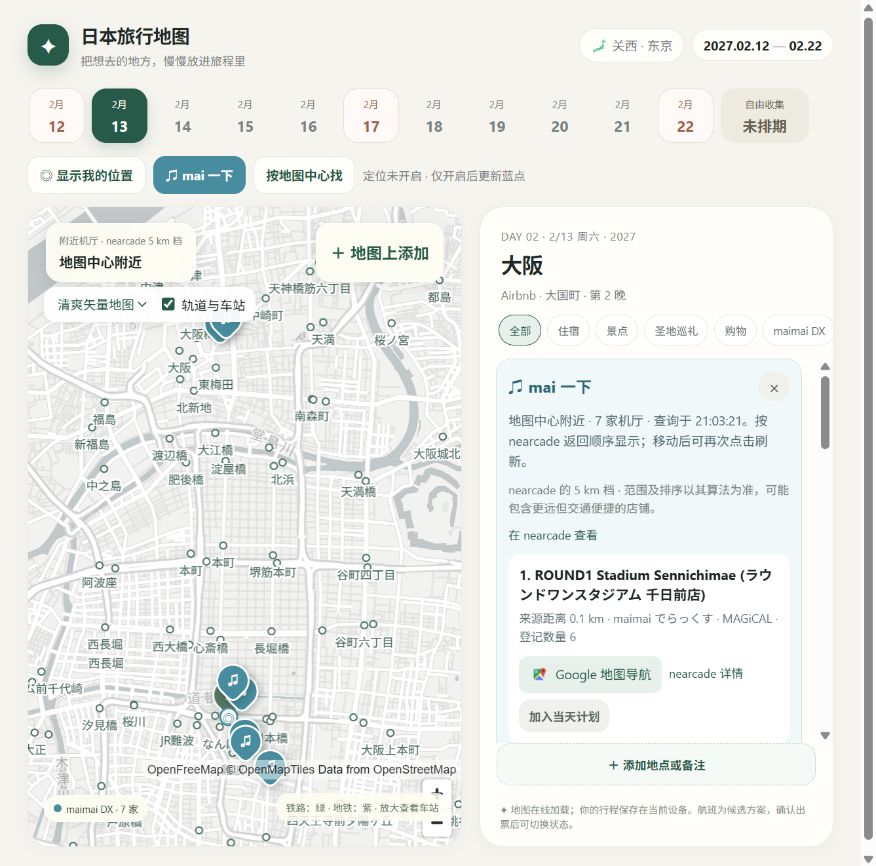 日本旅行地图
把想去的地方，慢慢放进旅程里
关西 · 东京
2027.02.12 — 02.22
2月
12
2月
13
2月
14
2月
15
2月
16
2月
17
2月
18
2月
19
2月
20
2月
21
2月
22
自由收集
未排期
◎ 显示我的位置
mai 一下
按地图中心找
定位未开启 · 仅开启后更新蓝点
附近机厅 · nearcade 5 km 档
地图中心附近
＋ 地图上添加
清爽矢量地图
轨道与车站
天神橋筋六丁目
都島
中崎町
天満
桜ノ宮
大阪
東梅田
北新地
南森町
福島
新福島
渡辺橋
大江橋
淀屋橋
肥後橋
北浜
中之島
天満橋
大阪城北
本町
本町
堺筋本町
谷町四丁目
阿波座
西長堀
西長堀
西大橋
心斎橋
長堀橋
谷町六丁目
ム前千代崎
汐見橋
桜川
JR難波
なん
本橋
大阪上本町
大正
木津
OpenFreeMap © OpenMapTiles Data from OpenStreetMap
maimai DX · 7 家
铁路：绿 · 地铁：紫 · 放大查看车站
DAY 02 · 2/13 周六 · 2027
大阪
Airbnb · 大国町 · 第 2 晚
全部
住宿
景点
圣地巡礼
购物
maimai DX
mai 一下
×
地图中心附近 · 7 家机厅 · 查询于 21:03:21。按
nearcade 返回顺序显示；移动后可再次点击刷
新。
nearcade 的 5 km 档 · 范围及排序以其算法为准，可能
包含更远但交通便捷的店铺。
在 nearcade 查看
1. ROUND1 Stadium Sennichimae (ラウ
ンドワンスタジアム 千日前店)
来源距离 0.1 km · maimai でらっくす · MAGiCAL ·
登记数量 6
Google 地图导航
nearcade 详情
加入当天计划
＋ 添加地点或备注
✦ 地图在线加载；你的行程保存在当前设备。航班为候选方案，确认出
票后可切换状态。